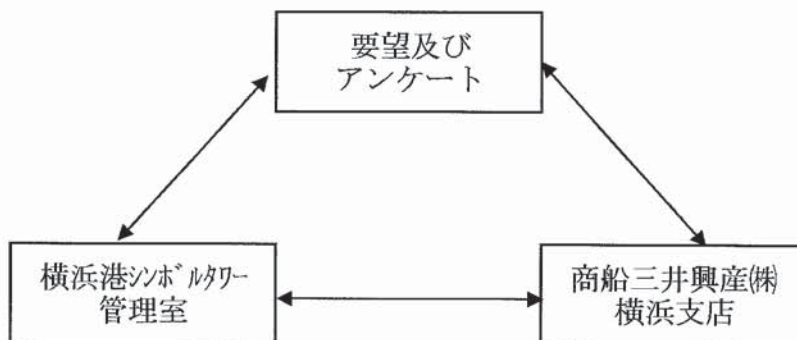 要望及び
アンケート
横浜港ｼﾝﾎﾞﾙﾀﾜｰ
管理室
商船三井興産㈱
横浜支店